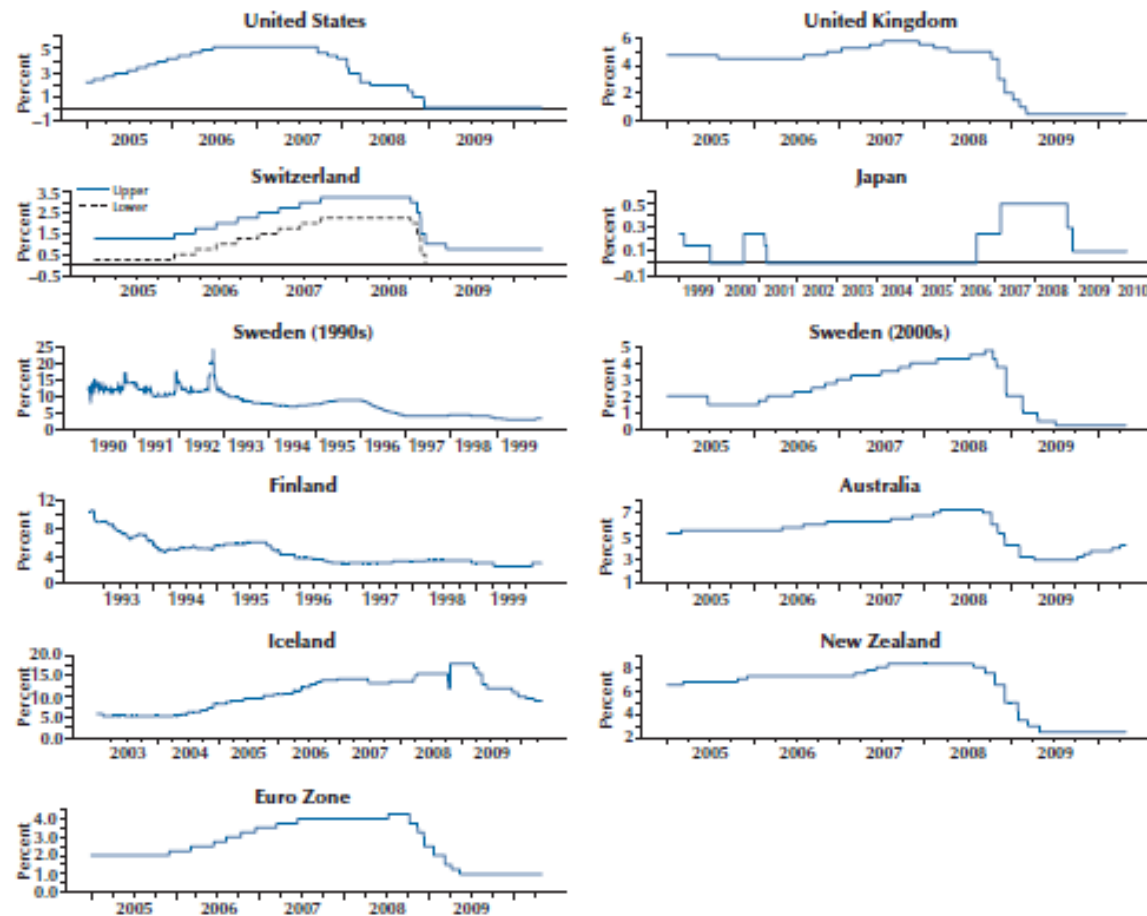 United States
Percent
5
3
1
–1
2005 2006 2007 2008 2009
United Kingdom
Percent
6
4
2
0
2005 2006 2007 2008 2009
Switzerland
Upper
Lower
Percent
3.5
2.5
1.5
0.5
–0.5
2005 2006 2007 2008 2009
Japan
Percent
0.5
0.3
0.1
–0.1
1999 2000 2001 2002 2003 2004 2005 2006 2007 2008 2009 2010
Sweden (1990s)
Percent
25
20
15
10
5
0
1990 1991 1992 1993 1994 1995 1996 1997 1998 1999
Sweden (2000s)
Percent
5
4
3
2
1
0
2005 2006 2007 2008 2009
Finland
Percent
12
8
4
0
1993 1994 1995 1996 1997 1998 1999
Australia
Percent
7
5
3
1
2005 2006 2007 2008 2009
Iceland
Percent
20.0
15.0
10.0
5.0
0.0
2003 2004 2005 2006 2007 2008 2009
New Zealand
Percent
8
6
4
2
2005 2006 2007 2008 2009
Euro Zone
Percent
4.0
3.0
2.0
1.0
0.0
2005 2006 2007 2008 2009